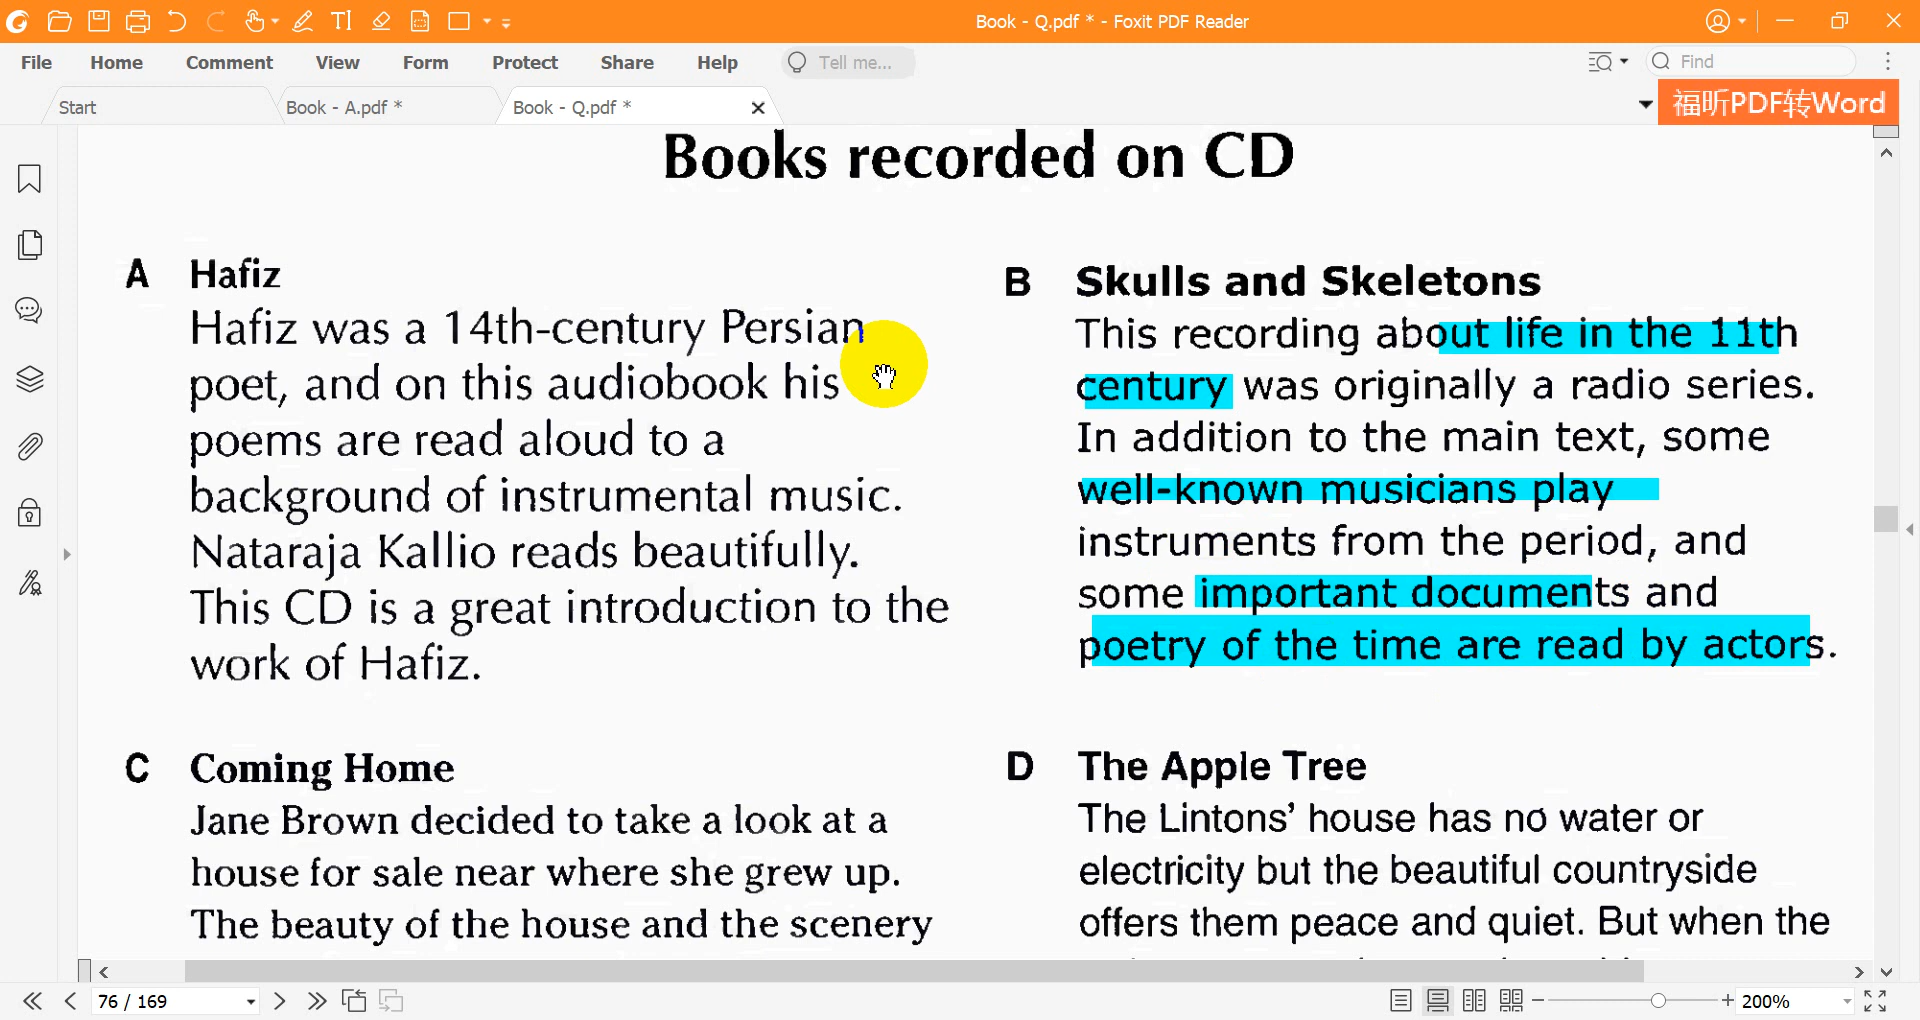 Book - Q.pdf * - Foxit PDF Reader
File Home Comment View Form Protect Share Help Tell me... Find
Start Book - A.pdf * Book - Q.pdf * 福昕PDF转Word
Books recorded on CD
A Hafiz
Hafiz was a 14th-century Persian
poet, and on this audiobook his
poems are read aloud to a
background of instrumental music.
Nataraja Kallio reads beautifully.
This CD is a great introduction to the
work of Hafiz.
B Skulls and Skeletons
This recording about life in the 11th
century was originally a radio series.
In addition to the main text, some
well-known musicians play
instruments from the period, and
some important documents and
poetry of the time are read by actors.
C Coming Home
Jane Brown decided to take a look at a
house for sale near where she grew up.
The beauty of the house and the scenery
D The Apple Tree
The Lintons' house has no water or
electricity but the beautiful countryside
offers them peace and quiet. But when the
76 / 169 200%